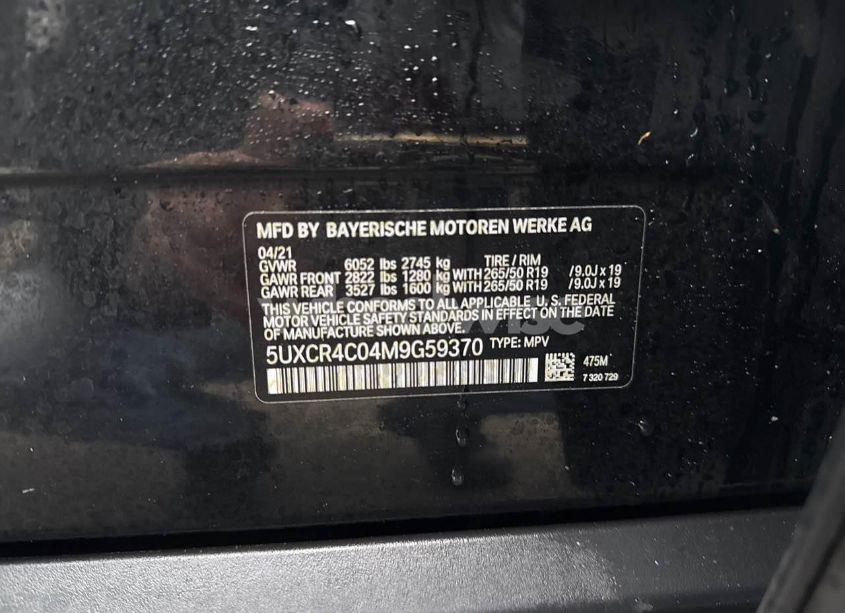 MFD BY BAYERISCHE MOTOREN WERKE AG
04/21
GVWR 6052 lbs 2745 kg TIRE / RIM
GAWR FRONT 2822 lbs 1280 kg WITH 265/50 R19 /9.0J x 19
GAWR REAR 3527 lbs 1600 kg WITH 265/50 R19 /9.0J x 19
THIS VEHICLE CONFORMS TO ALL APPLICABLE U. S. FEDERAL
MOTOR VEHICLE SAFETY STANDARDS IN EFFECT ON THE DATE
OF MANUFACTURE SHOWN ABOVE.
5UXCR4C04M9G59370 TYPE: MPV
475M
7 320 729